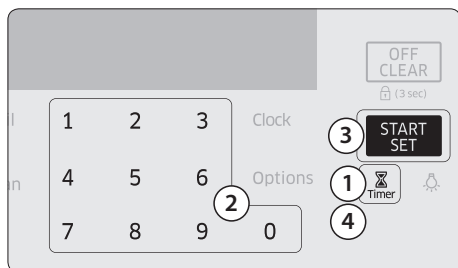 OFF
CLEAR
(3 sec)
1 2 3 Clock
3 START
SET
4 5 6 Options
1 Timer
2
4
7 8 9 0